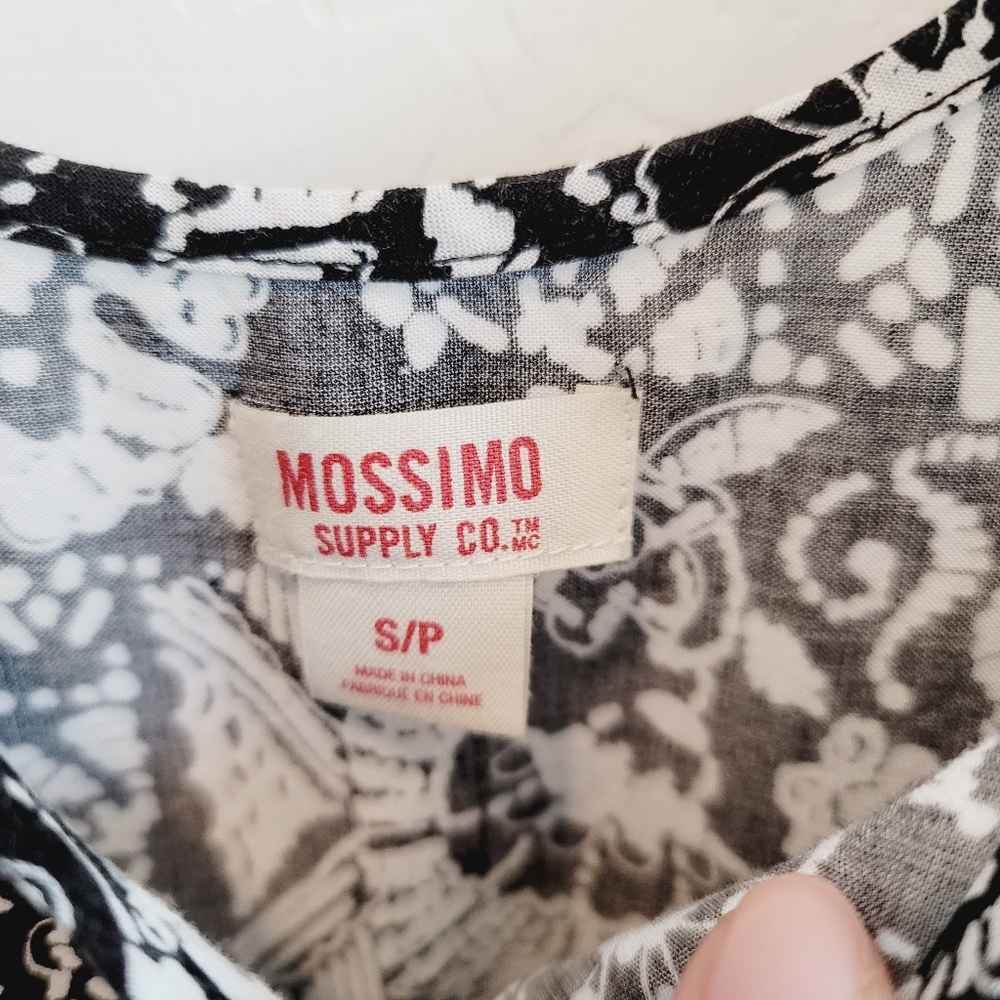 MOSSIMO
SUPPLY CO.™ MC
S/P
MADE IN CHINA
FABRIQUÉ EN CHINE